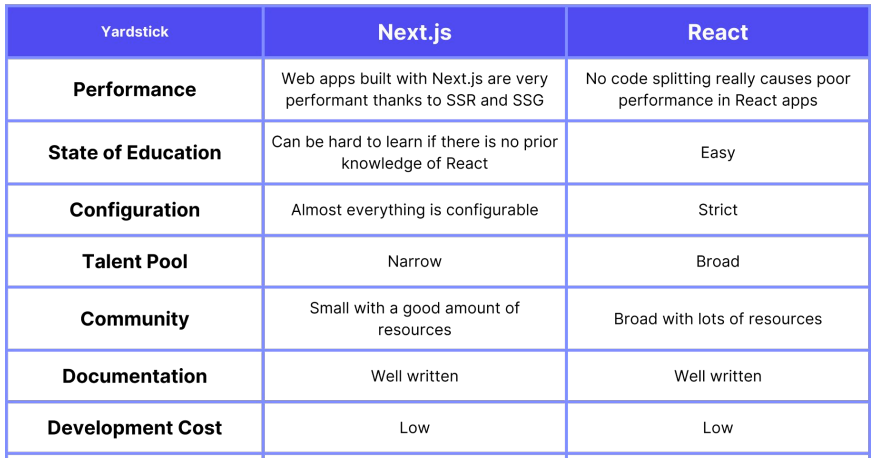 Yardstick Next.js React
Performance
Web apps built with Next.js are very
performant thanks to SSR and SSG
No code splitting really causes poor
performance in React apps
State of Education
Can be hard to learn if there is no prior
knowledge of React
Easy
Configuration Almost everything is configurable Strict
Talent Pool Narrow Broad
Community
Small with a good amount of
resources
Broad with lots of resources
Documentation Well written Well written
Development Cost Low Low